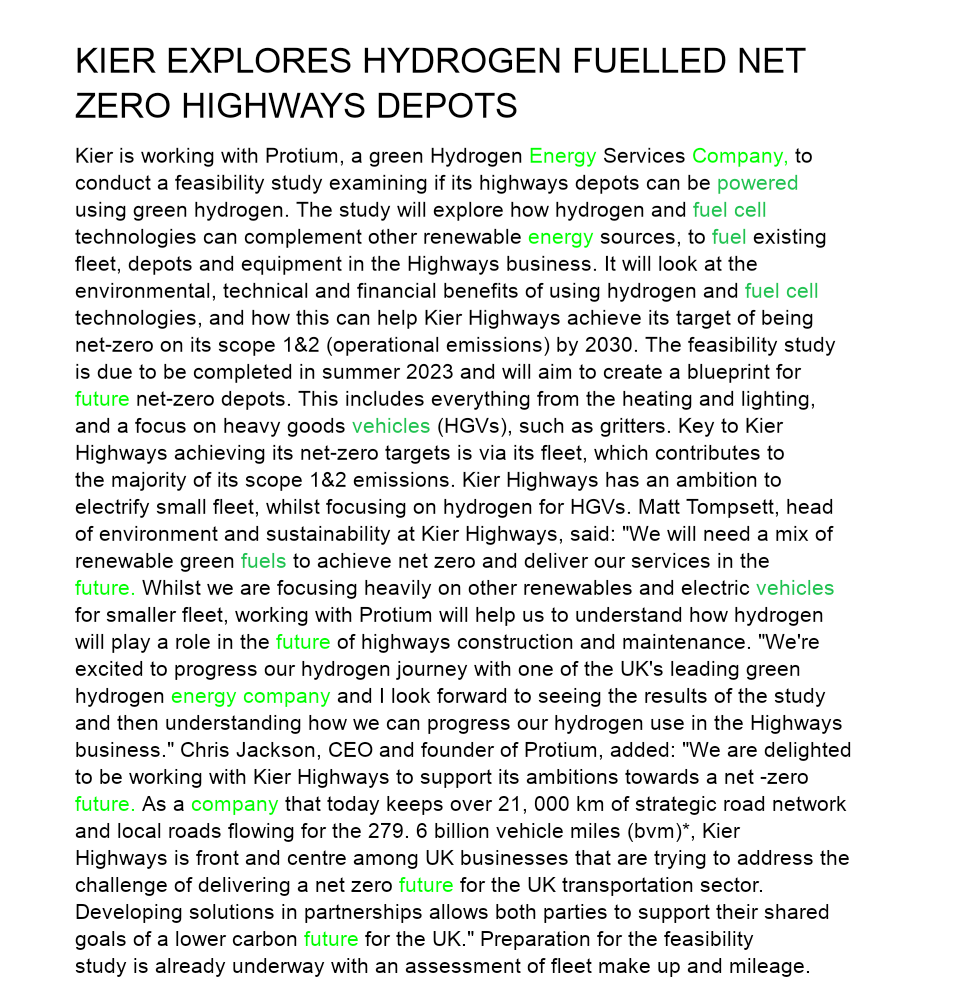 KIER EXPLORES HYDROGEN FUELLED NET
ZERO HIGHWAYS DEPOTS
Kier is working with Protium, a green Hydrogen Energy Services Company, to
conduct a feasibility study examining if its highways depots can be powered
using green hydrogen. The study will explore how hydrogen and fuel cell
technologies can complement other renewable energy sources, to fuel existing
fleet, depots and equipment in the Highways business. It will look at the
environmental, technical and financial benefits of using hydrogen and fuel cell
technologies, and how this can help Kier Highways achieve its target of being
net-zero on its scope 1&2 (operational emissions) by 2030. The feasibility study
is due to be completed in summer 2023 and will aim to create a blueprint for
future net-zero depots. This includes everything from the heating and lighting,
and a focus on heavy goods vehicles (HGVs), such as gritters. Key to Kier
Highways achieving its net-zero targets is via its fleet, which contributes to
the majority of its scope 1&2 emissions. Kier Highways has an ambition to
electrify small fleet, whilst focusing on hydrogen for HGVs. Matt Tompsett, head
of environment and sustainability at Kier Highways, said: "We will need a mix of
renewable green fuels to achieve net zero and deliver our services in the
future. Whilst we are focusing heavily on other renewables and electric vehicles
for smaller fleet, working with Protium will help us to understand how hydrogen
will play a role in the future of highways construction and maintenance. "We're
excited to progress our hydrogen journey with one of the UK's leading green
hydrogen energy company and I look forward to seeing the results of the study
and then understanding how we can progress our hydrogen use in the Highways
business." Chris Jackson, CEO and founder of Protium, added: "We are delighted
to be working with Kier Highways to support its ambitions towards a net -zero
future. As a company that today keeps over 21, 000 km of strategic road network
and local roads flowing for the 279. 6 billion vehicle miles (bvm)*, Kier
Highways is front and centre among UK businesses that are trying to address the
challenge of delivering a net zero future for the UK transportation sector.
Developing solutions in partnerships allows both parties to support their shared
goals of a lower carbon future for the UK." Preparation for the feasibility
study is already underway with an assessment of fleet make up and mileage.